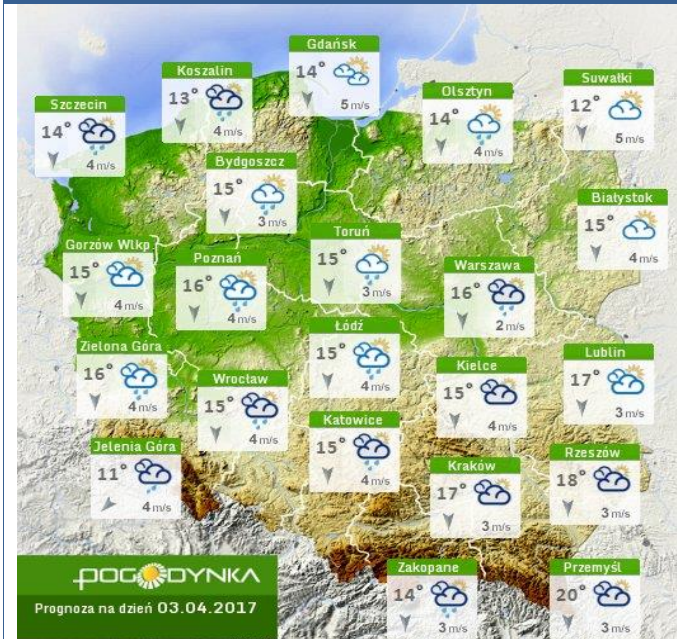 Gdańsk
14°
5 m/s
Koszalin
13°
4 m/s
Suwałki
12°
5 m/s
Olsztyn
14°
4 m/s
Szczecin
14°
4 m/s
Bydgoszcz
15°
3 m/s
Białystok
15°
4 m/s
Toruń
15°
3 m/s
Gorzów Wlkp
15°
4 m/s
Poznań
16°
4 m/s
Warszawa
16°
2 m/s
Łódź
15°
4 m/s
Zielona Góra
16°
4 m/s
Lublin
17°
3 m/s
Kielce
15°
4 m/s
Wrocław
15°
4 m/s
Katowice
15°
4 m/s
Jelenia Góra
11°
4 m/s
Rzeszów
18°
3 m/s
Kraków
17°
3 m/s
Zakopane
14°
3 m/s
Przemyśl
20°
3 m/s
POGODYNKA
Prognoza na dzień 03.04.2017